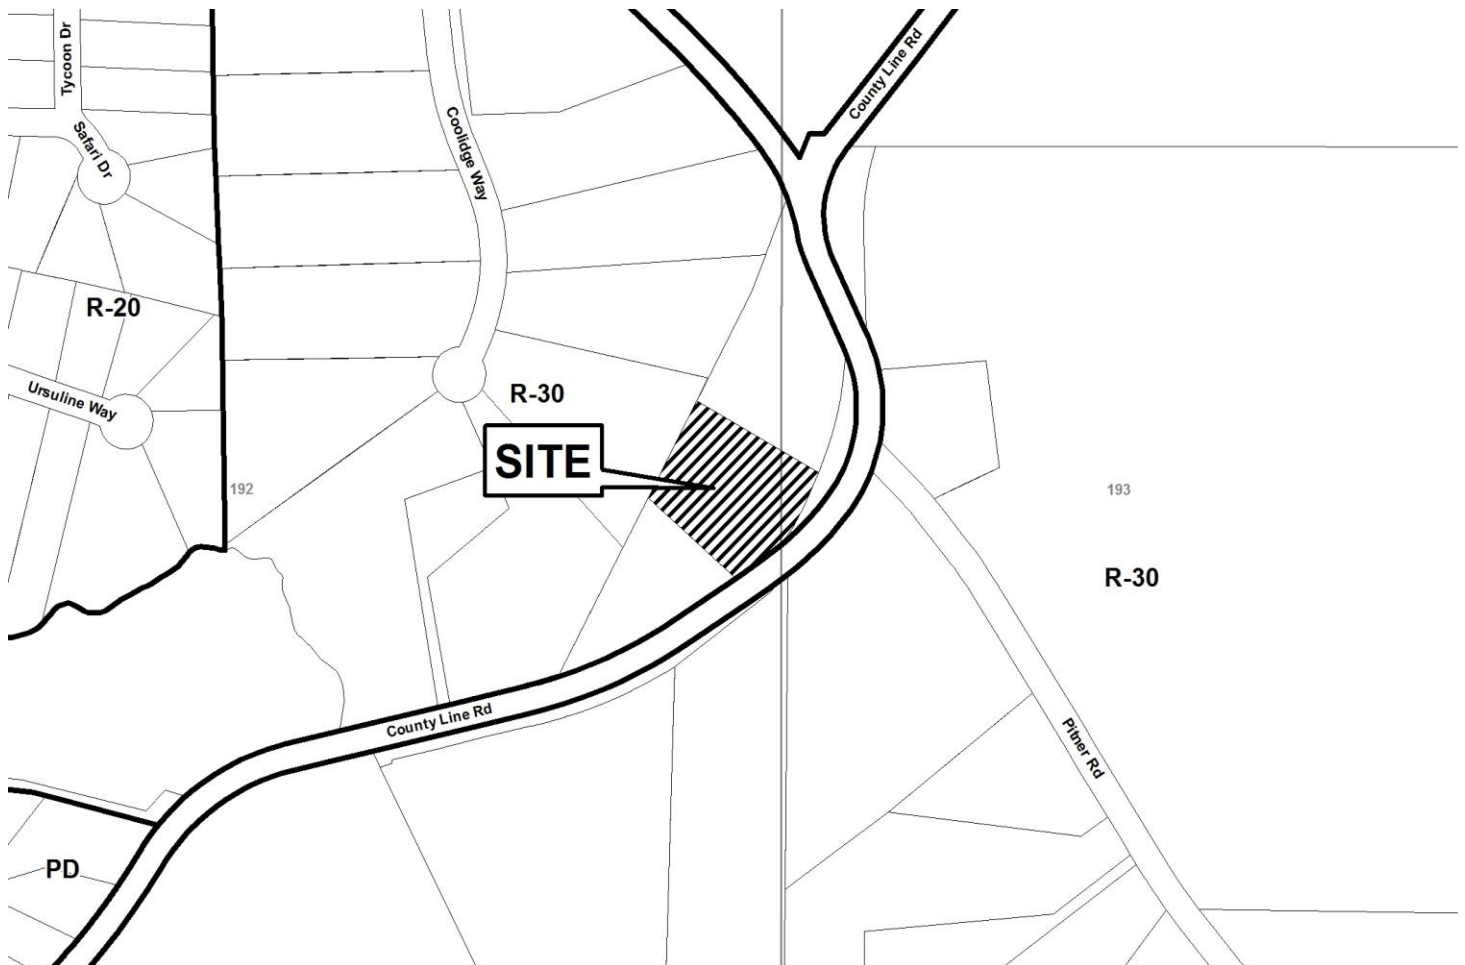 Tycoon Dr
County Line Rd
Safari Dr
Coolidge Way
R-20
Ursuline Way
R-30
SITE
192
193
R-30
County Line Rd
Pitner Rd
PD